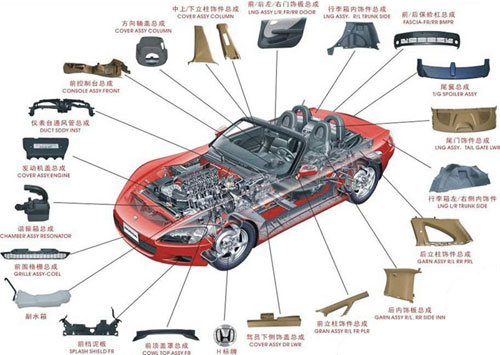 方向轴盖总成
COVER ASSY COLUMN
中上/下立柱饰件总成
COVER ASSY COLUMN
前/后左/右门饰板总成
LNG ASSY L/R,FR/RR DOOR
行季箱内饰件总成
LNG ASSY. R/L TRUNK SIDE
前/后保险杠总成
FASCIA-FR/RR BMPR
前控制台总成
CONSOLE ASSY FRONT
尾翼总成
T/G SPOILER ASSY
仪表台通风管总成
DUCT SDDY INST
尾门饰件总成
LNG ASSY. TAIL GATE LWR
发动机盖总成
COVER ASSY.ENGINE
行李箱左/右侧内饰件
LNG L/R TRUNK SIDE
谐振箱总成
CHAMBER ASSY RESONATOR
后立柱饰件总成
GARN ASSY R/L RR PRL
前围格栅总成
GRILLE ASSY-COEL
后内饰板总成
GARN ASSY R/L, RR SIDE INN
副水箱
前挡泥板
SPLASH SHIELD FR
前顶盖罩总成
COWL TOP ASSY FR
H 标牌
驾员下侧饰盖总成
COVER ASSY DR LWR
前立柱饰件总成
GRAN ASSY R/L FR PLR